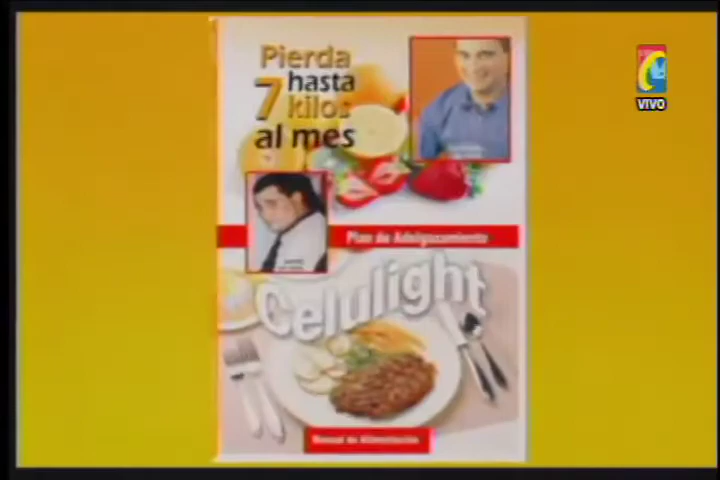 Pierda
hasta
7 kilos
al mes
Plan de Adelgazamiento
Celulight
Manual de Alimentación
VIVO